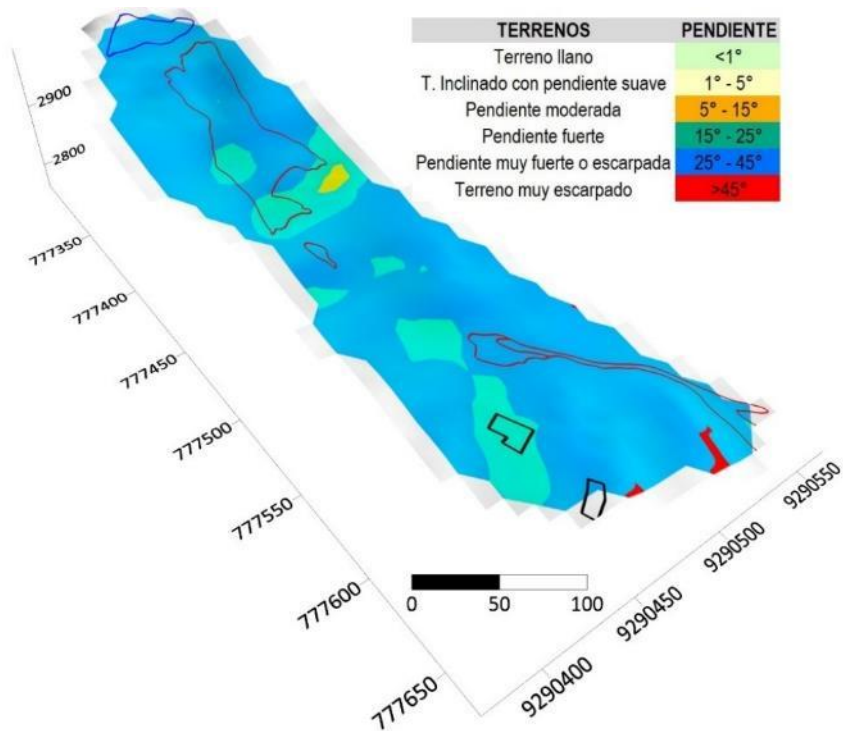 TERRENOS PENDIENTE
Terreno llano <1°
T. Inclinado con pendiente suave 1° - 5°
Pendiente moderada 5° - 15°
Pendiente fuerte 15° - 25°
Pendiente muy fuerte o escarpada 25° - 45°
Terreno muy escarpado >45°
2900
2800
777350
777400
777450
777500
777550
777600
777650
9290400
9290450
9290500
9290550
0 50 100